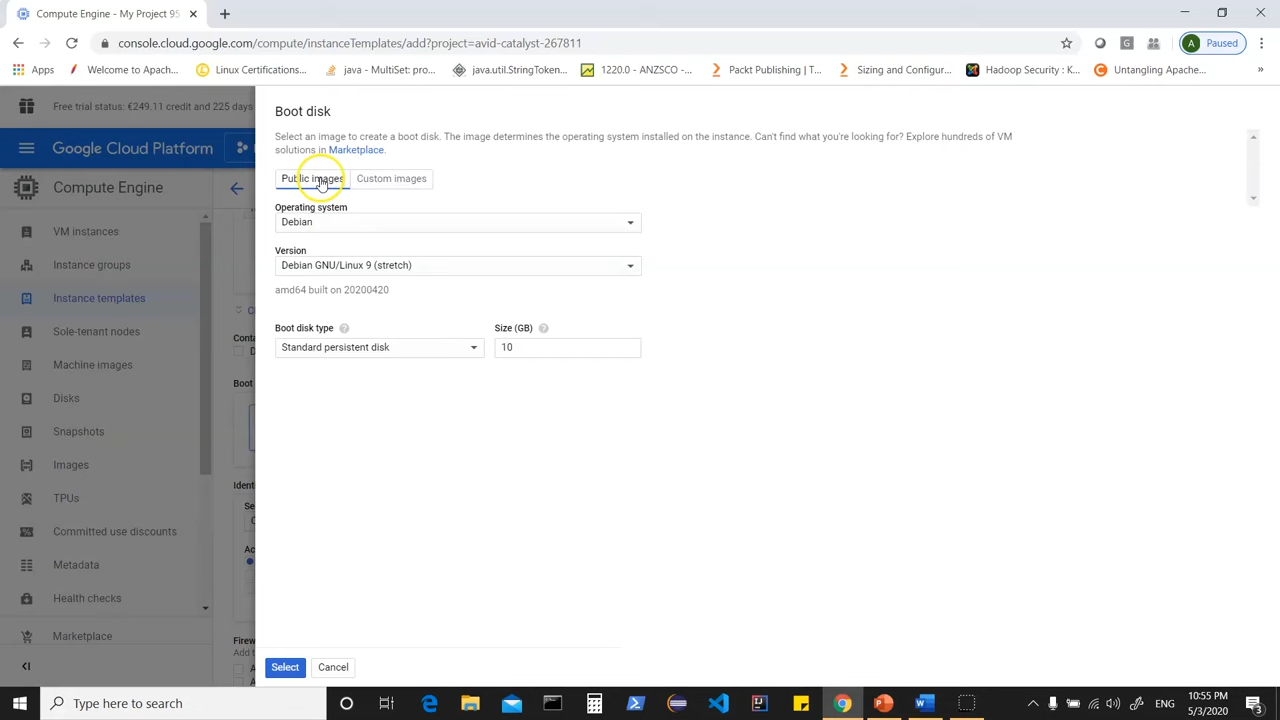 Compute Engine - My Project 95
console.cloud.google.com/compute/instanceTemplates/add?project=avid-catalyst-267811
G
A
Paused
Apps
Welcome to Apach...
Linux Certifications...
java - MultiSet: pro...
java.util.StringToken...
1220.0 - ANZSCO -...
Packt Publishing | T...
Sizing and Configur...
Hadoop Security : K...
Untangling Apache...
»
Free trial status: €249.11 credit and 225 days
Google Cloud Platform
Compute Engine
VM instances
Instance groups
Instance templates
Sole-tenant nodes
Machine images
Disks
Snapshots
Images
TPUs
Committed use discounts
Metadata
Health checks
Marketplace
Boot
Firew
Boot disk
Select an image to create a boot disk. The image determines the operating system installed on the instance. Can't find what you're looking for? Explore hundreds of VM
solutions in Marketplace.
Public images
Custom images
Operating system
Debian
Version
Debian GNU/Linux 9 (stretch)
amd64 built on 20200420
Boot disk type ?
Size (GB) ?
Standard persistent disk
10
Select
Cancel
Type here to search
ENG
10:55 PM
5/3/2020
3